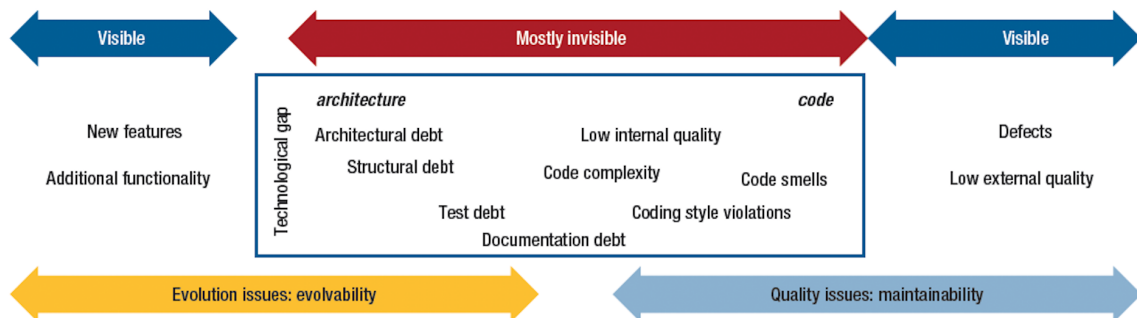 Visible
Mostly invisible
Visible
New features
Additional functionality
Technological gap
architecture
code
Architectural debt
Low internal quality
Structural debt
Code complexity
Code smells
Test debt
Coding style violations
Documentation debt
Defects
Low external quality
Evolution issues: evolvability
Quality issues: maintainability